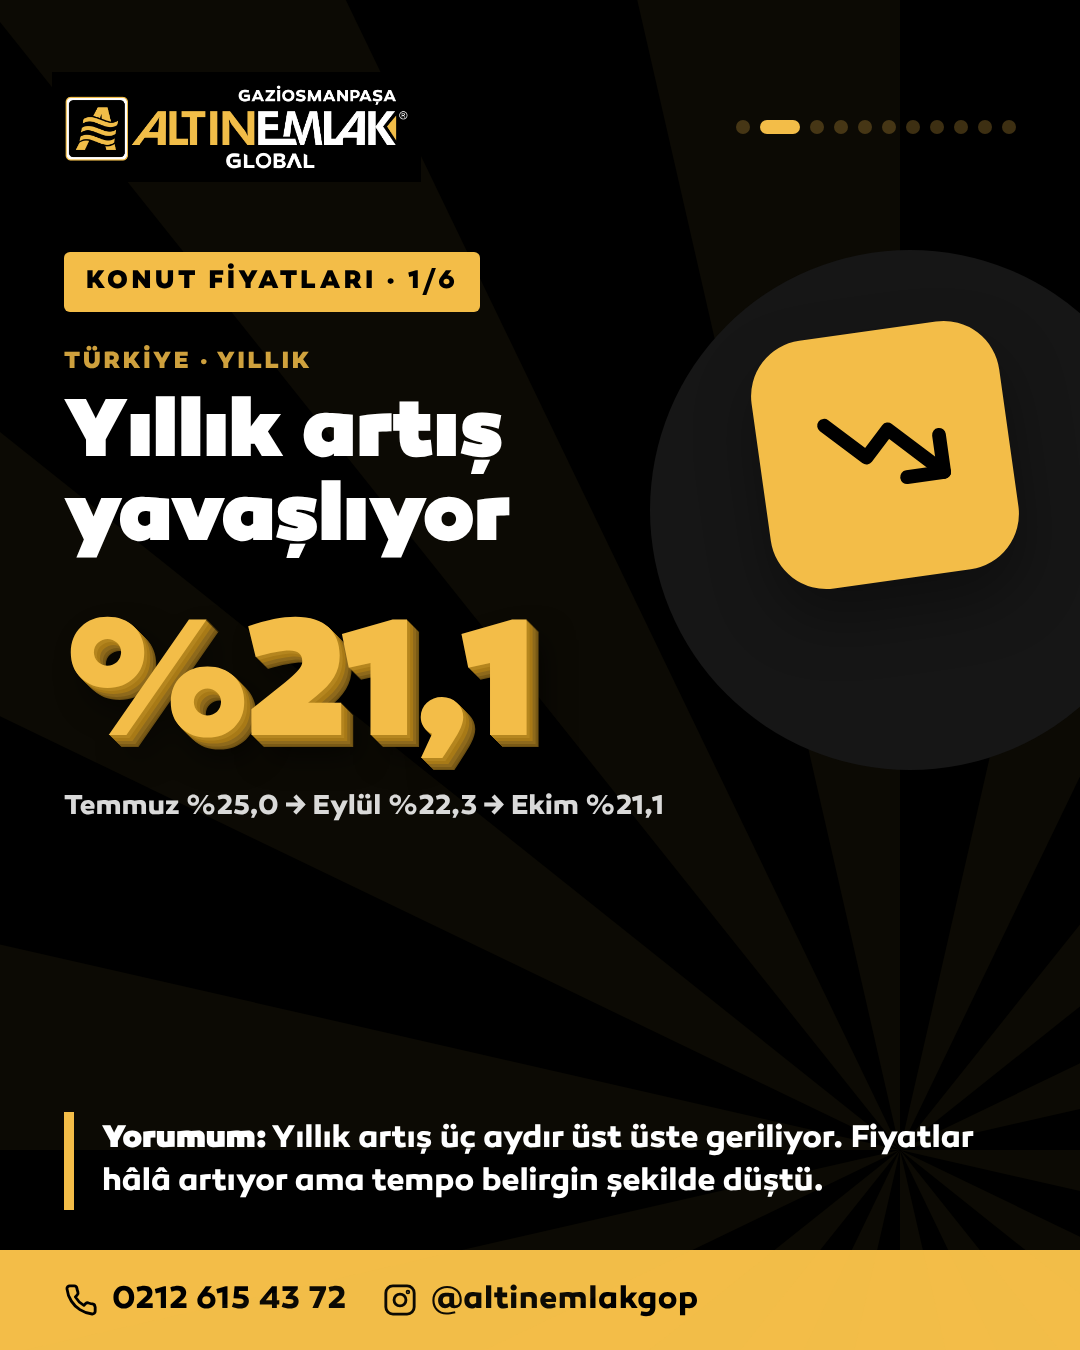 GAZİOSMANPAŞA
ALTINEMLAK®
GLOBAL
KONUT FİYATLARI · 1/6
TÜRKİYE · YILLIK
Yıllık artış
yavaşlıyor
%21,1
Temmuz %25,0 → Eylül %22,3 → Ekim %21,1
Yorumum: Yıllık artış üç aydır üst üste geriliyor. Fiyatlar
hâlâ artıyor ama tempo belirgin şekilde düştü.
0212 615 43 72 @altinemlakgop